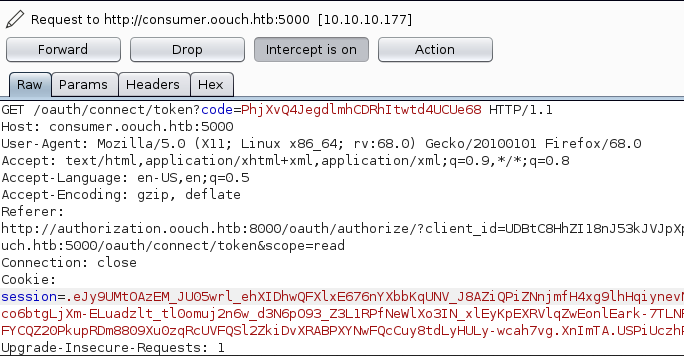 Request to http://consumer.oouch.htb:5000 [10.10.10.177]
Forward Drop Intercept is on Action
Raw Params Headers Hex
GET /oauth/connect/token?code=PhjXvQ4JegdlmhCDRhItwtd4UCUe68 HTTP/1.1
Host: consumer.oouch.htb:5000
User-Agent: Mozilla/5.0 (X11; Linux x86_64; rv:68.0) Gecko/20100101 Firefox/68.0
Accept: text/html,application/xhtml+xml,application/xml;q=0.9,*/*;q=0.8
Accept-Language: en-US,en;q=0.5
Accept-Encoding: gzip, deflate
Referer:
http://authorization.oouch.htb:8000/oauth/authorize/?client_id=UDBtC8HhZI18nJ53kJVJpXp
uch.htb:5000/oauth/connect/token&scope=read
Connection: close
Cookie:
session=.eJy9UMtOAzEM_JU05wrl_ehXIDhwQFXlxE676nYXbbKqUNV_J8AZiQPiZNnjmfH4xg9lhHqiynevN
co6btgLjXm-ELuadzlt_tlOomuj2n6w_d3N6pO93_Z3L1RPfNeWlXo3IN_xlEyKpEXRVlqZwEonlEark-7TLNF
FYCQZ20PkupRDm8809Xu0zqRcUVFQSl2ZkiDvXRABPXYNwFQcCuy8tdLyHULy-wcah7vg.XnImTA.USPiUczhP
Upgrade-Insecure-Requests: 1